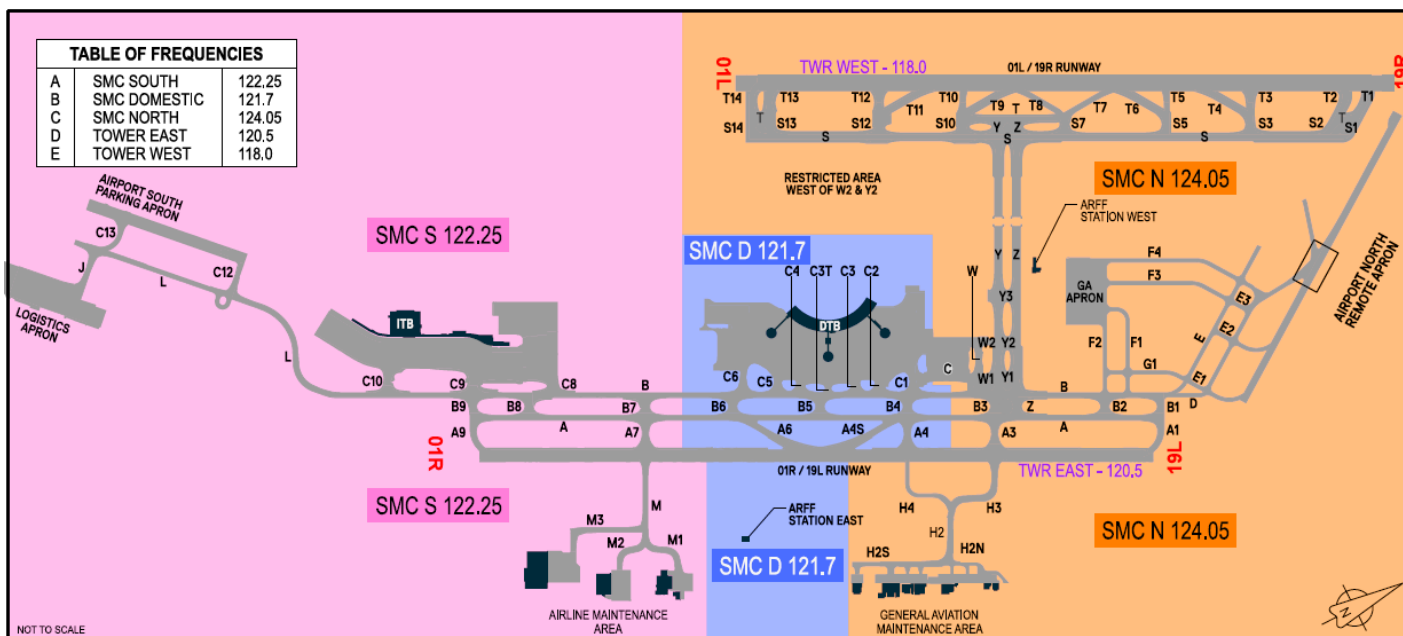 TABLE OF FREQUENCIES
A SMC SOUTH 122.25
B SMC DOMESTIC 121.7
C SMC NORTH 124.05
D TOWER EAST 120.5
E TOWER WEST 118.0
01L
TWR WEST - 118.0
01L / 19R RUNWAY
19R
T14 T13 T12 T11 T10 T9 T T8 T7 T6 T5 T4 T3 T2 T1
T T
S14 S13 S12 S10 Y Z S7 S5 S3 S2 S1
S S S
RESTRICTED AREA
WEST OF W2 & Y2
SMC N 124.05
ARFF
STATION WEST
AIRPORT SOUTH
PARKING APRON
C13
J
L
C12
LOGISTICS
APRON
L
SMC S 122.25
SMC D 121.7
C4 C3T C3 C2
W
Y Z
F4
F3
GA
APRON
E3
AIRPORT NORTH
REMOTE APRON
ITB
DTB
Y3
E2
E
W2 Y2
F2 F1
G1
C10 C9 C8 B C6 C5 C1 C W1 Y1 B E1
D
B9 B8 B7 B6 B5 B4 B3 Z B2 B1
A9 A A7 A6 A4S A4 A3 A A1
01R
19L
01R / 19L RUNWAY
TWR EAST - 120.5
SMC S 122.25
M
ARFF
STATION EAST
H4 H3
H2
SMC N 124.05
M3
M2 M1
SMC D 121.7
H2S H2N
AIRLINE MAINTENANCE
AREA
GENERAL AVIATION
MAINTENANCE AREA
N
NOT TO SCALE